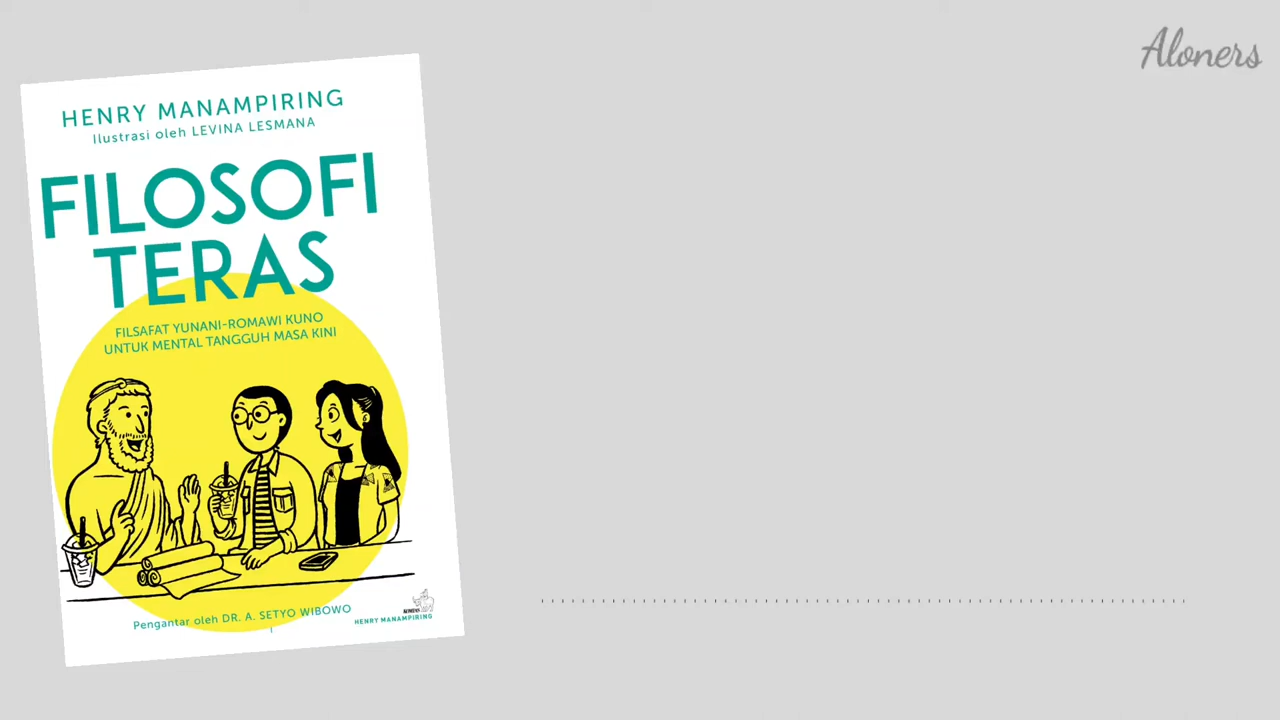 Aloners
HENRY MANAMPIRING
Ilustrasi oleh LEVINA LESMANA
FILOSOFI
TERAS
FILSAFAT YUNANI-ROMAWI KUNO
UNTUK MENTAL TANGGUH MASA KINI
Pengantar oleh DR. A. SETYO WIBOWO
KOMPAS
HENRY MANAMPIRING